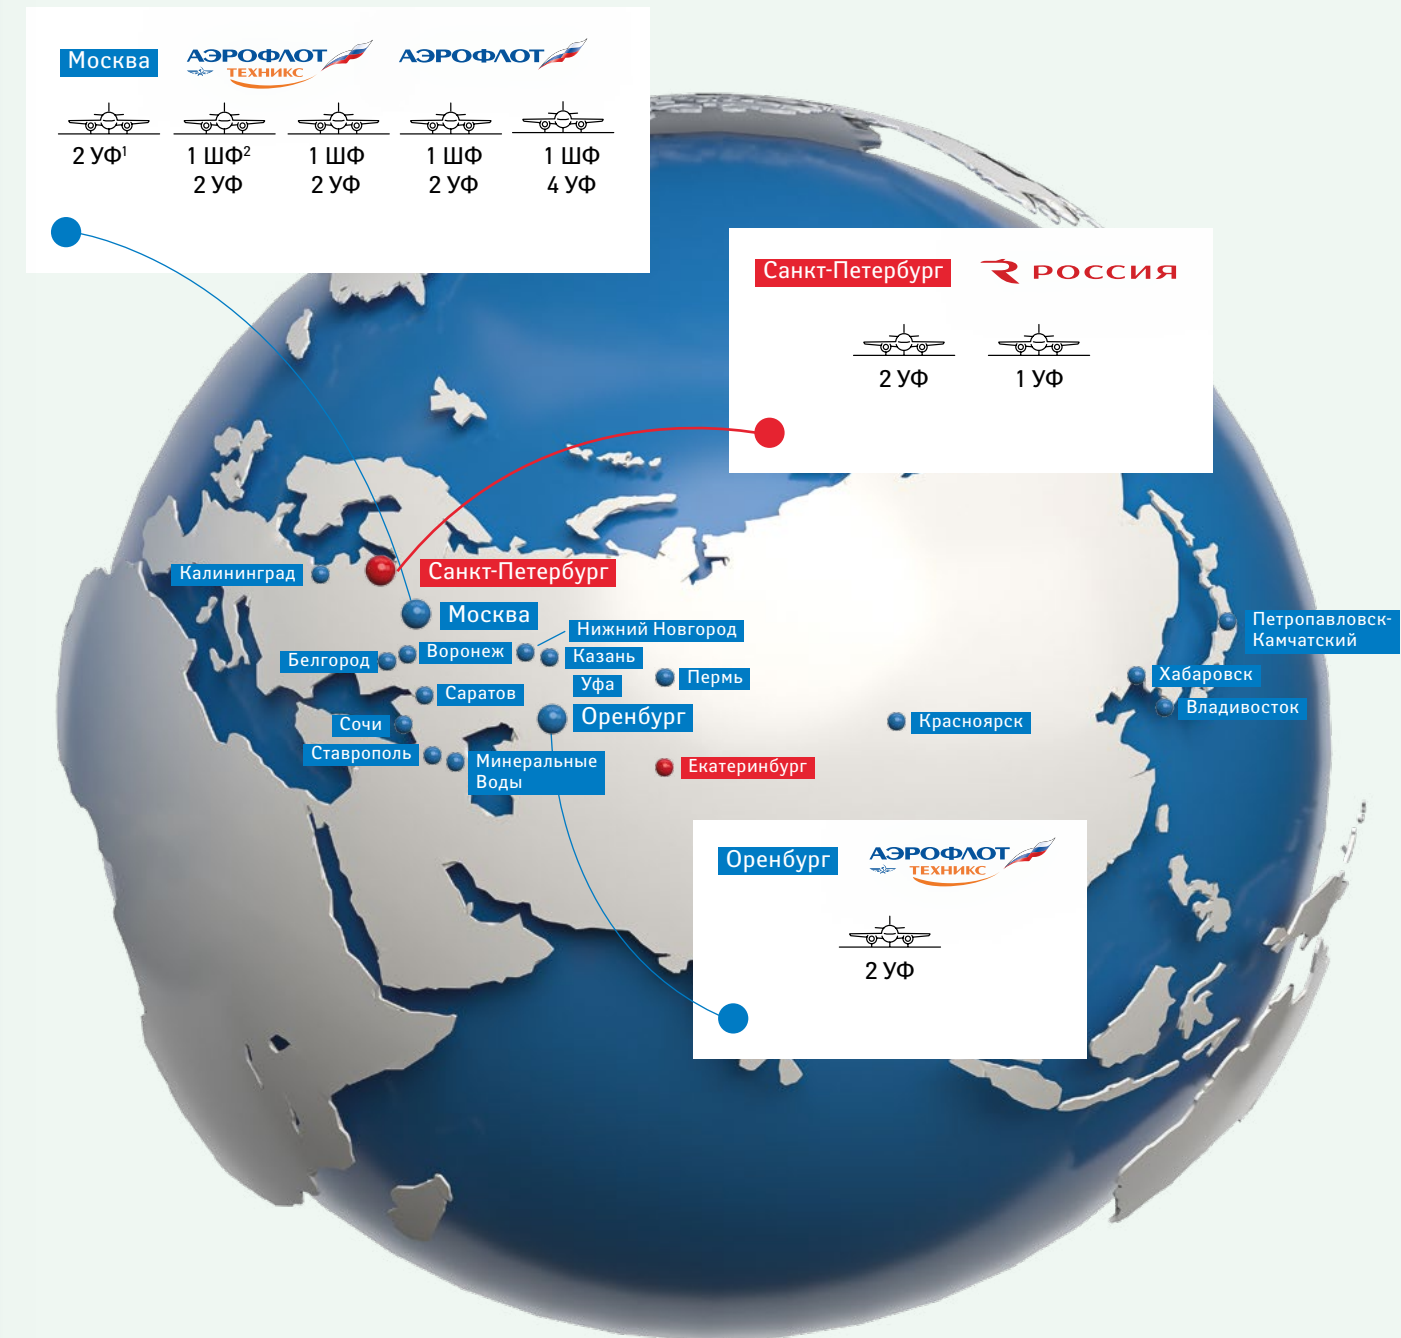 Москва
АЭРОФЛОТ
ТЕХНИКС
АЭРОФЛОТ
2 УФ¹
1 ШФ²
2 УФ
1 ШФ
2 УФ
1 ШФ
2 УФ
1 ШФ
4 УФ
Санкт-Петербург
РОССИЯ
2 УФ
1 УФ
Калининград
Санкт-Петербург
Москва
Нижний Новгород
Петропавловск-
Камчатский
Белгород
Воронеж
Казань
Уфа
Пермь
Хабаровск
Саратов
Владивосток
Сочи
Оренбург
Красноярск
Ставрополь
Минеральные
Воды
Екатеринбург
Оренбург
АЭРОФЛОТ
ТЕХНИКС
2 УФ